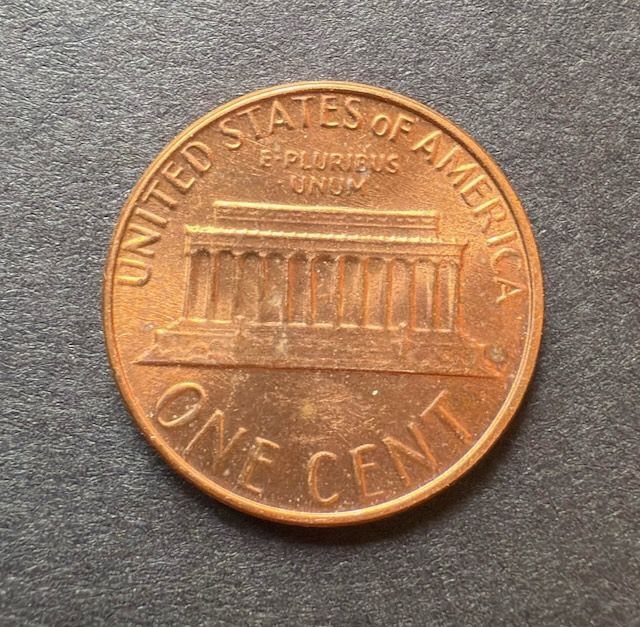 UNITED STATES OF AMERICA
E·PLURIBUS
UNUM
ONE CENT